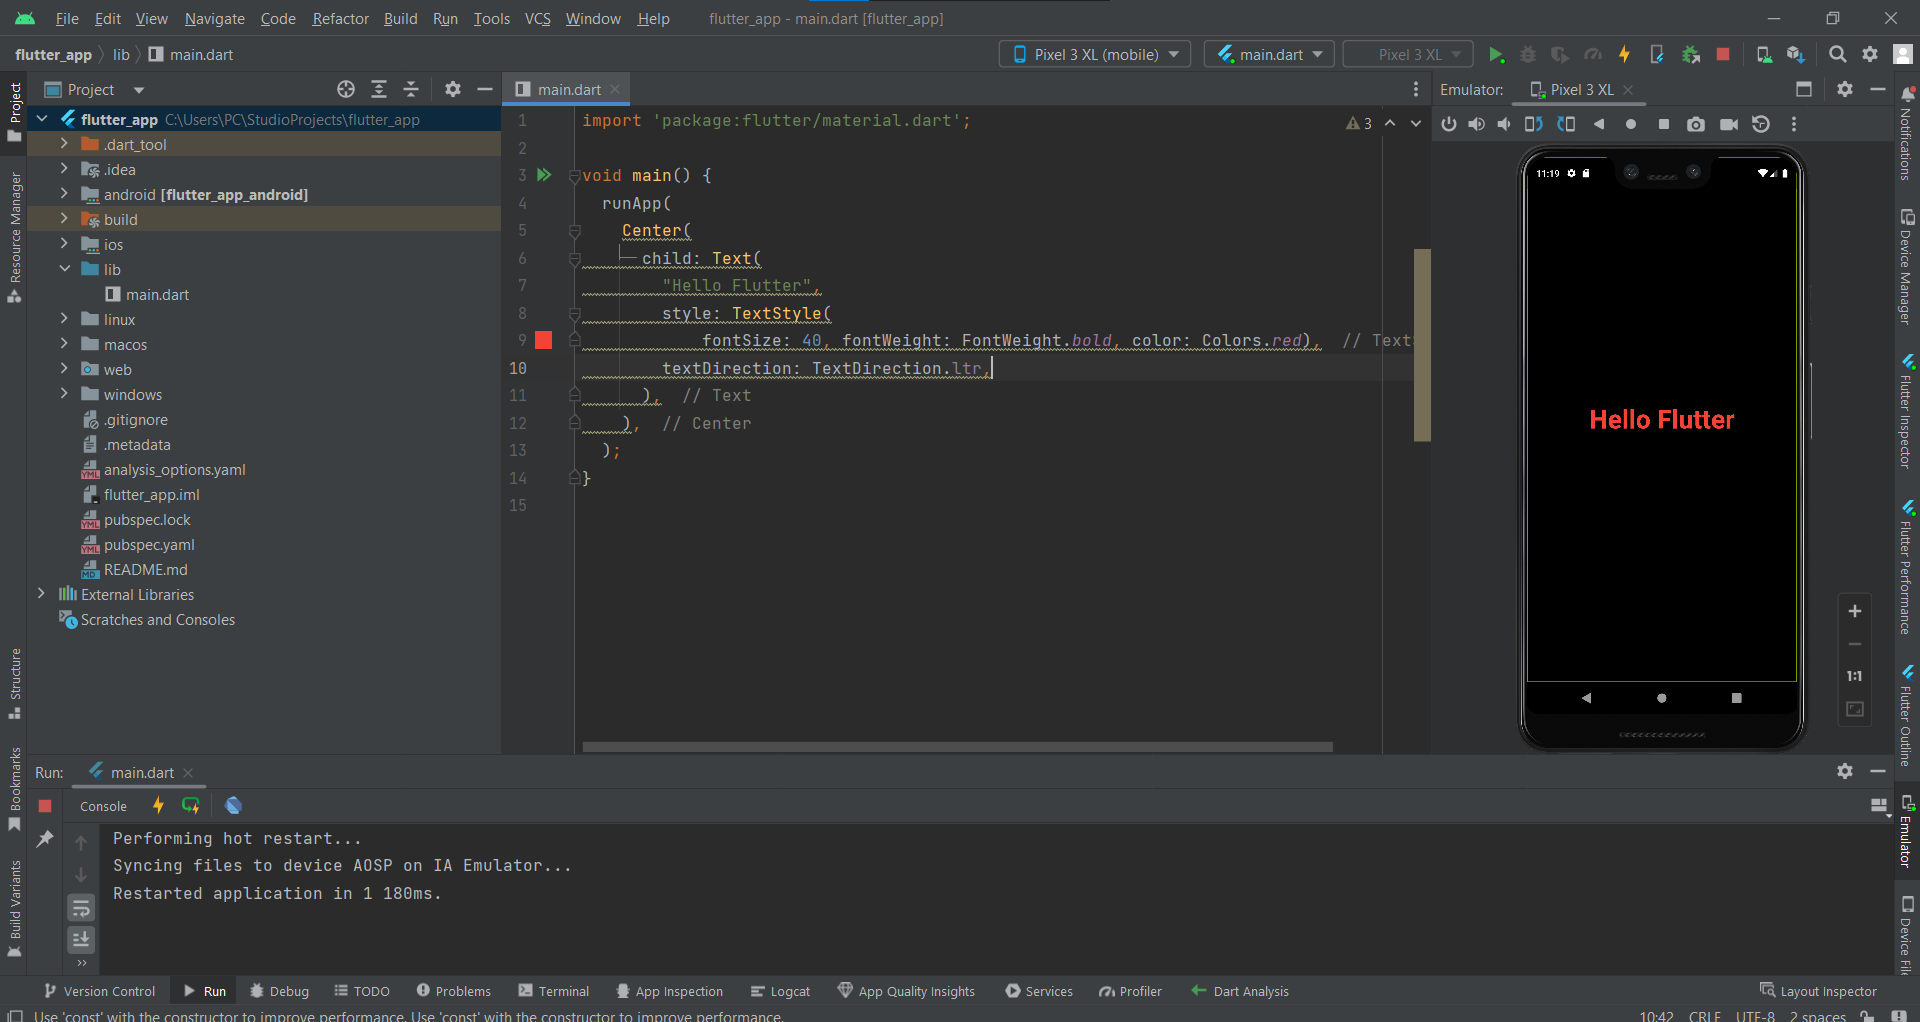 File Edit View Navigate Code Refactor Build Run Tools VCS Window Help flutter_app - main.dart [flutter_app]
flutter_app lib main.dart Pixel 3 XL (mobile) main.dart Pixel 3 XL
Project
main.dart
Emulator: Pixel 3 XL
flutter_app C:\Users\PC\StudioProjects\flutter_app
.dart_tool
.idea
android [flutter_app_android]
build
ios
lib
main.dart
linux
macos
web
windows
.gitignore
.metadata
analysis_options.yaml
flutter_app.iml
pubspec.lock
pubspec.yaml
README.md
External Libraries
Scratches and Consoles
1 import 'package:flutter/material.dart';
2
3 void main() {
4 runApp(
5 Center(
6 child: Text(
7 "Hello Flutter",
8 style: TextStyle(
9 fontSize: 40, fontWeight: FontWeight.bold, color: Colors.red), // Text
10 textDirection: TextDirection.ltr,
11 ), // Text
12 ), // Center
13 );
14 }
15
3
11:19
Hello Flutter
1:1
Project
Resource Manager
Structure
Bookmarks
Build Variants
Notifications
Device Manager
Flutter Inspector
Flutter Performance
Flutter Outline
Emulator
Device File
Run: main.dart
Console
Performing hot restart...
Syncing files to device AOSP on IA Emulator...
Restarted application in 1 180ms.
Version Control Run Debug TODO Problems Terminal App Inspection Logcat App Quality Insights Services Profiler Dart Analysis Layout Inspector
Use 'const' with the constructor to improve performance. Use 'const' with the constructor to improve performance. 10:42 CRLF UTF-8 2 spaces